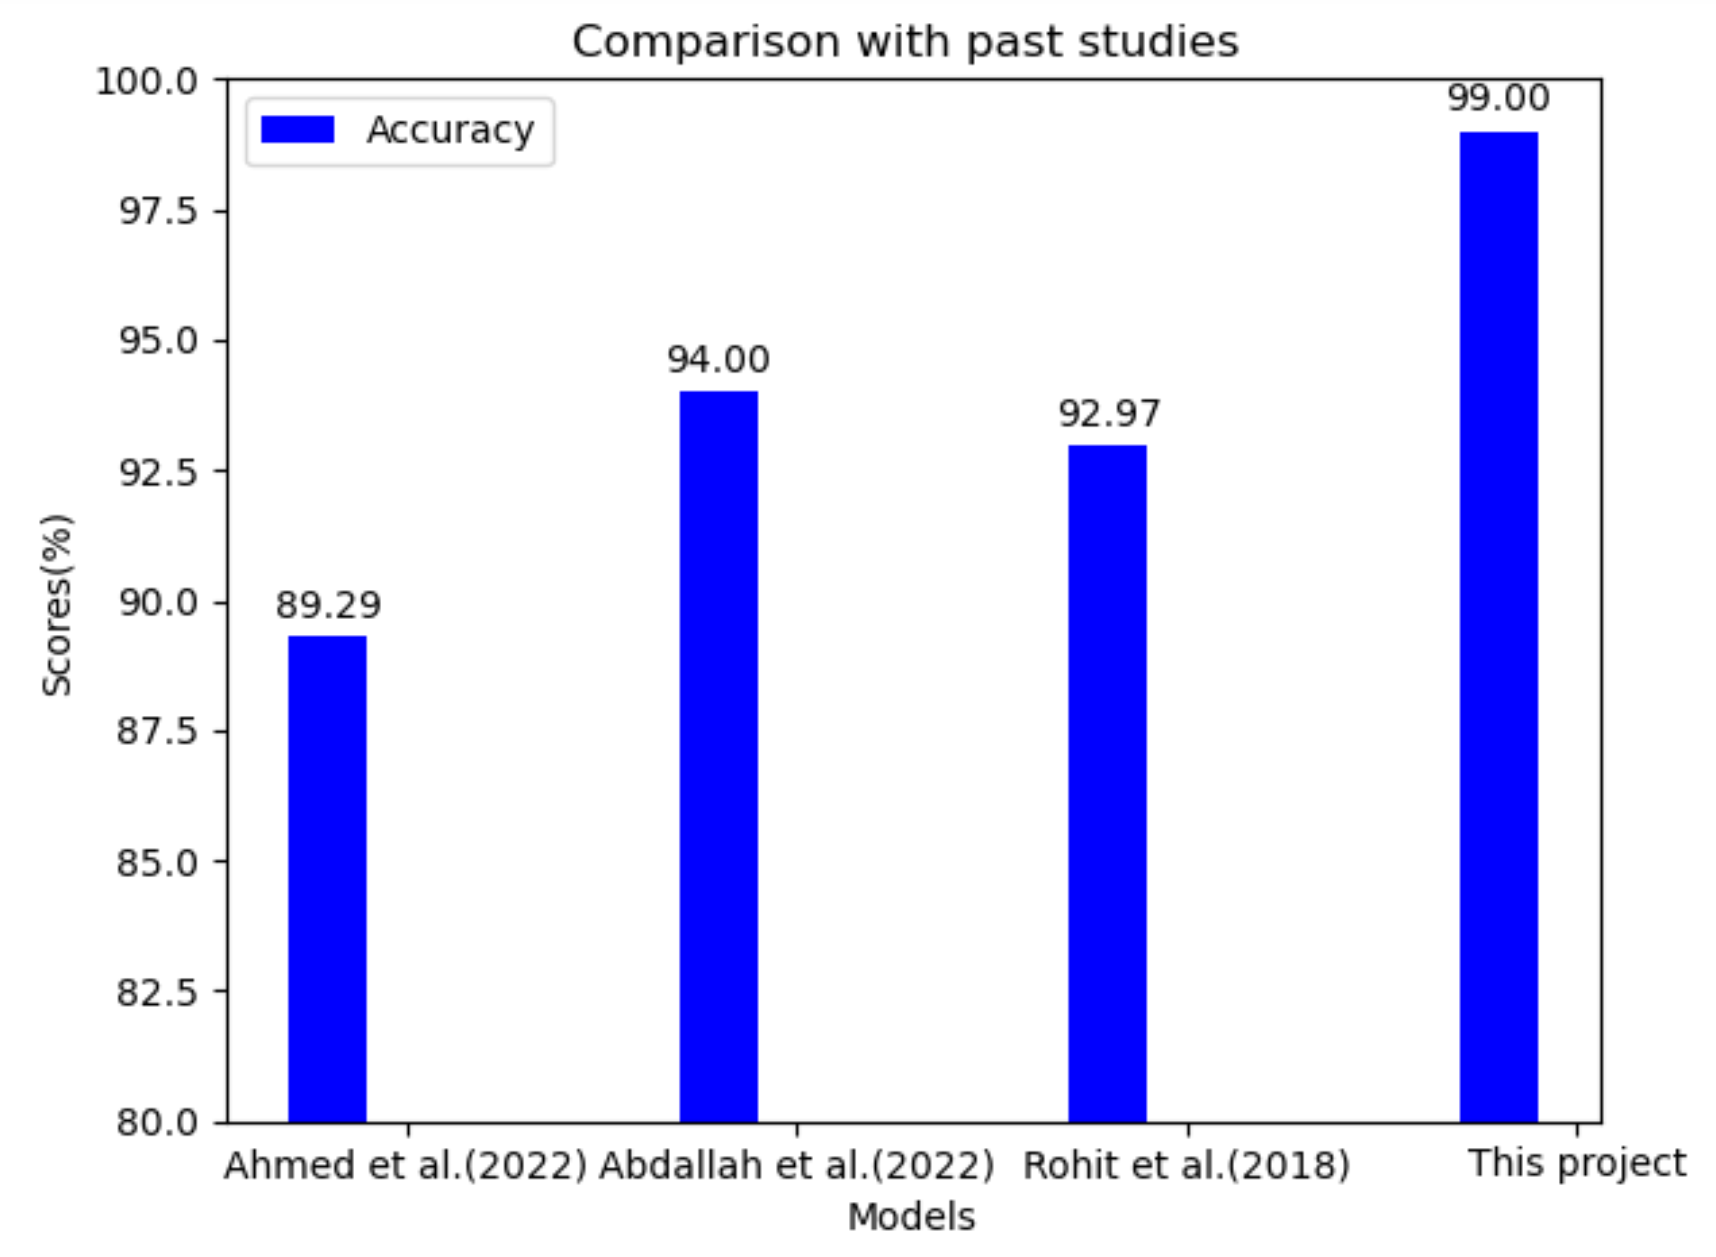 Comparison with past studies
Accuracy
Scores(%)
100.0
97.5
95.0
92.5
90.0
87.5
85.0
82.5
80.0
89.29
94.00
92.97
99.00
Ahmed et al.(2022) Abdallah et al.(2022) Rohit et al.(2018) This project
Models